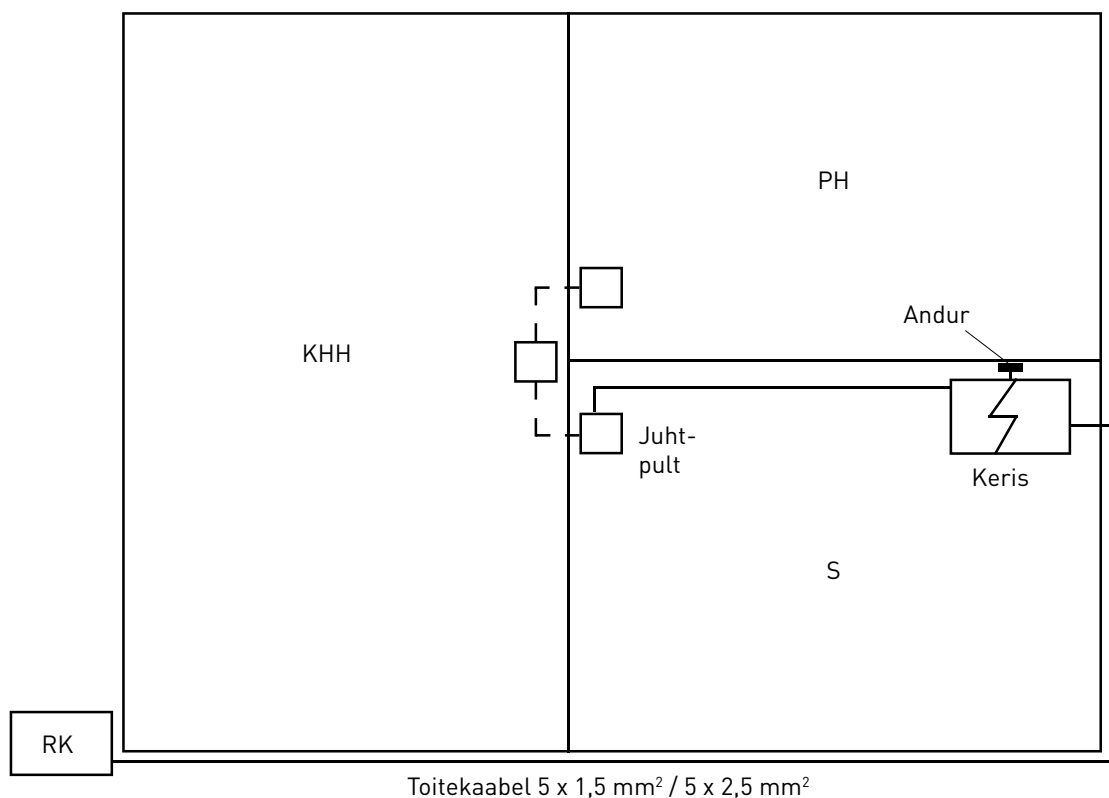 PH
Andur
KHH
Juht-
pult
Keris
S
RK
Toitekaabel 5 x 1,5 mm² / 5 x 2,5 mm²